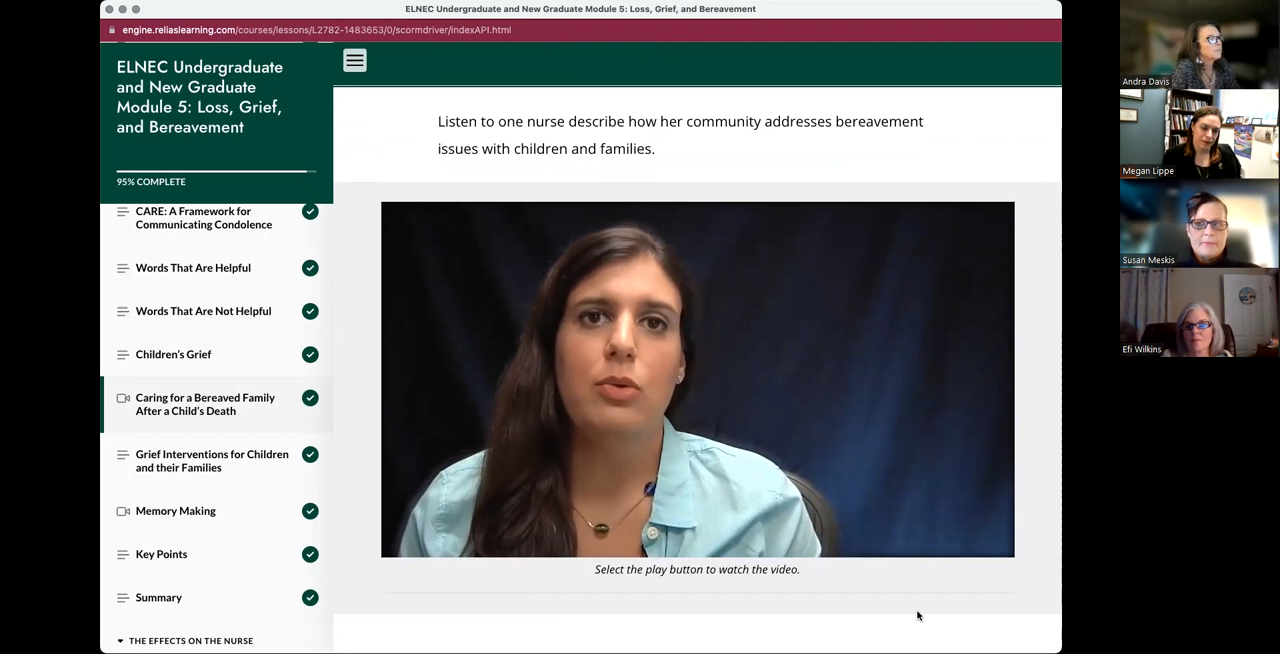 ELNEC Undergraduate and New Graduate Module 5: Loss, Grief, and Bereavement
engine.reliaslearning.com/courses/lessons/L2782-1483653/0/scormdriver/indexAPI.html
ELNEC Undergraduate
and New Graduate
Module 5: Loss, Grief,
and Bereavement
95% COMPLETE
CARE: A Framework for
Communicating Condolence
Words That Are Helpful
Words That Are Not Helpful
Children's Grief
Caring for a Bereaved Family
After a Child's Death
Grief Interventions for Children
and their Families
Memory Making
Key Points
Summary
THE EFFECTS ON THE NURSE
Listen to one nurse describe how her community addresses bereavement
issues with children and families.
Select the play button to watch the video.
Andra Davis
Megan Lippe
Susan Meskis
Efi Wilkins